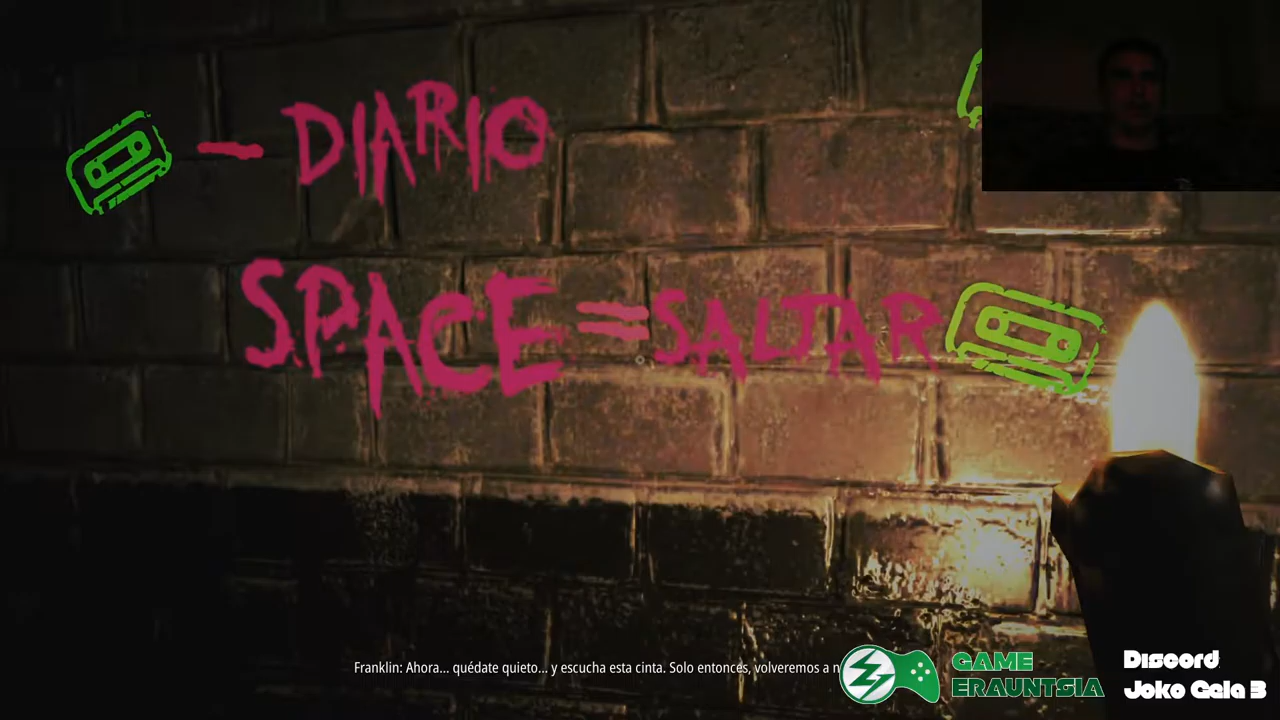 — DIARIO
SPACE=SALTAR
Franklin: Ahora... quédate quieto... y escucha esta cinta. Solo entonces, volveremos a
GAME
ERAUNTSIA
Discord
Joko Gela 3